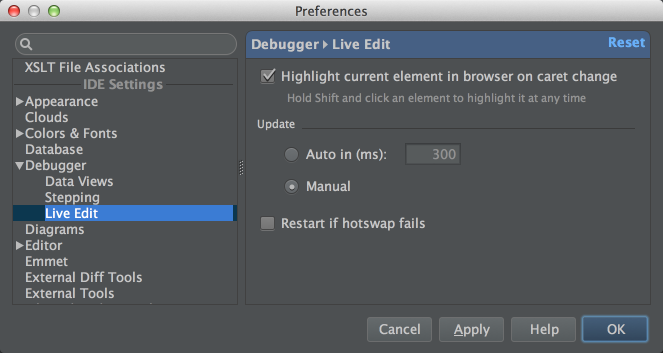 Preferences
XSLT File Associations
IDE Settings
Appearance
Clouds
Colors & Fonts
Database
Debugger
Data Views
Stepping
Live Edit
Diagrams
Editor
Emmet
External Diff Tools
External Tools
Debugger ▸ Live Edit
Reset
Highlight current element in browser on caret change
Hold Shift and click an element to highlight it at any time
Update
Auto in (ms): 300
Manual
Restart if hotswap fails
Cancel Apply Help OK